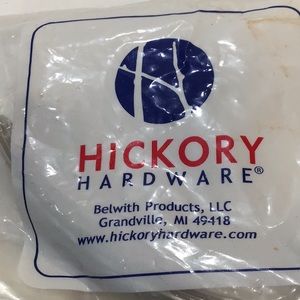 HiCKORY
HARDWARE®
Belwith Products, LLC
Grandville, MI 49418
www.hickoryhardware.com